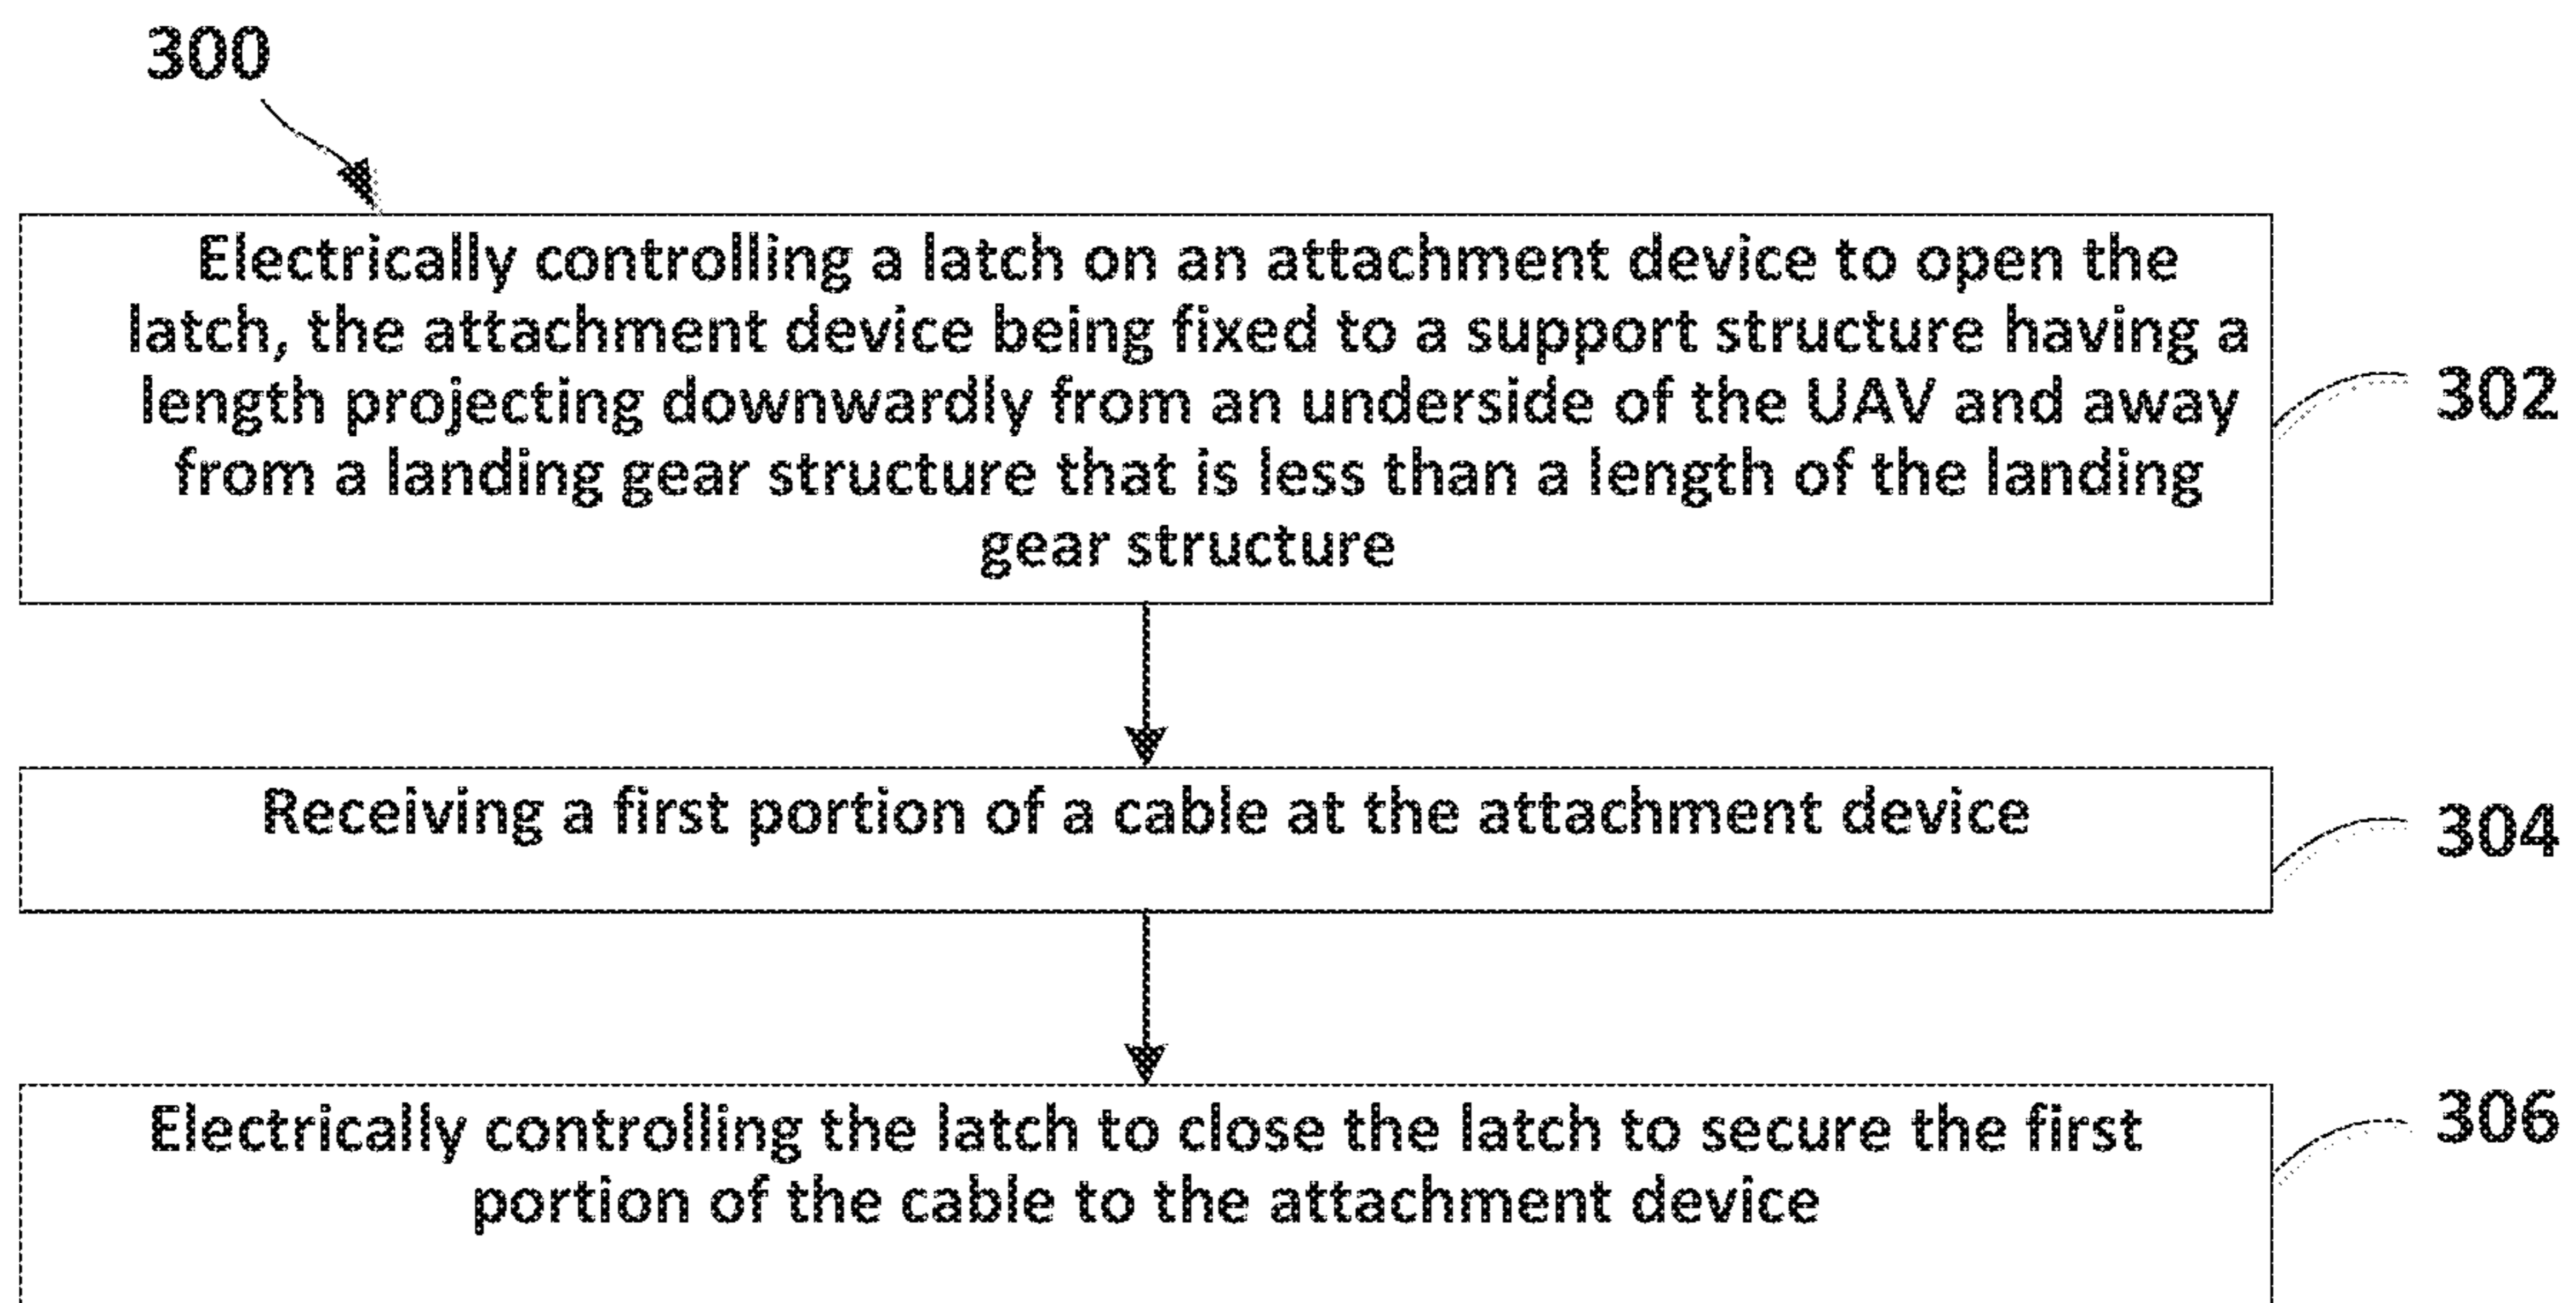 300
Electrically controlling a latch on an attachment device to open the
latch, the attachment device being fixed to a support structure having a
length projecting downwardly from an underside of the UAV and away
from a landing gear structure that is less than a length of the landing
gear structure
302
Receiving a first portion of a cable at the attachment device
304
Electrically controlling the latch to close the latch to secure the first
portion of the cable to the attachment device
306